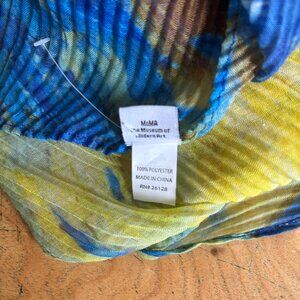 MoMA
The Museum of
Modern Art
100% POLYESTER
MADE IN CHINA
RN# 26128